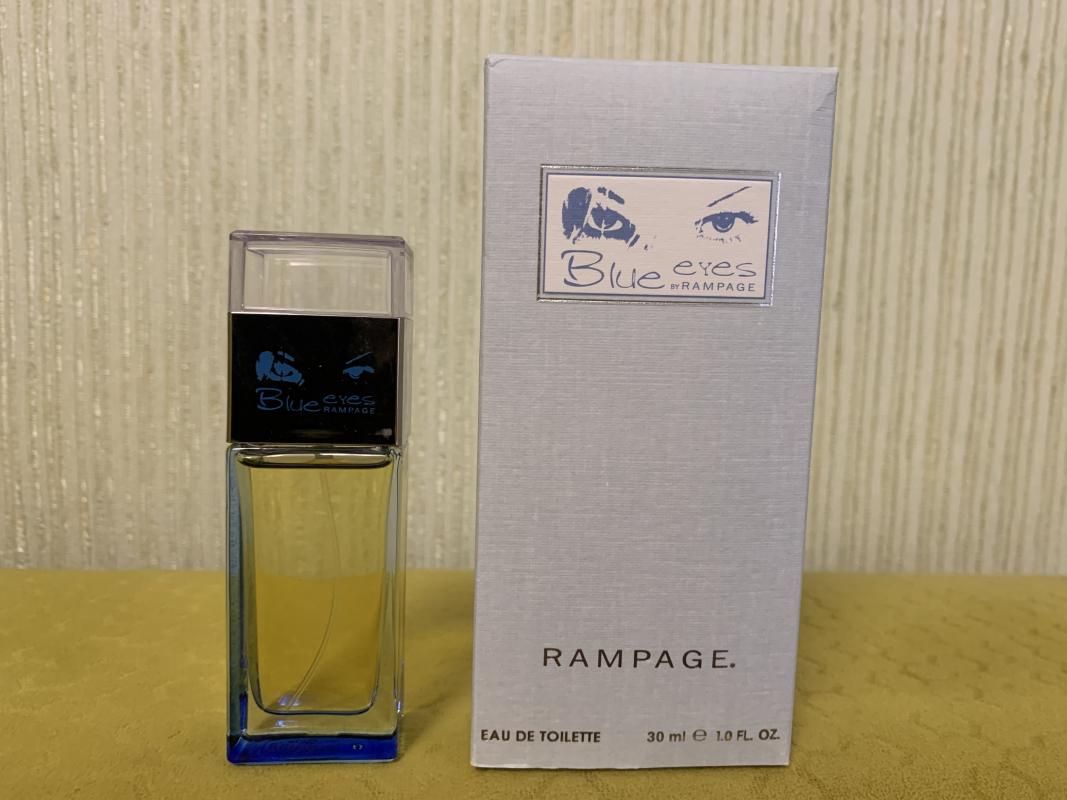 Blue eyes
RAMPAGE
Blue eyes
BY RAMPAGE
RAMPAGE.
EAU DE TOILETTE 30 ml ℮ 1.0 FL. OZ.